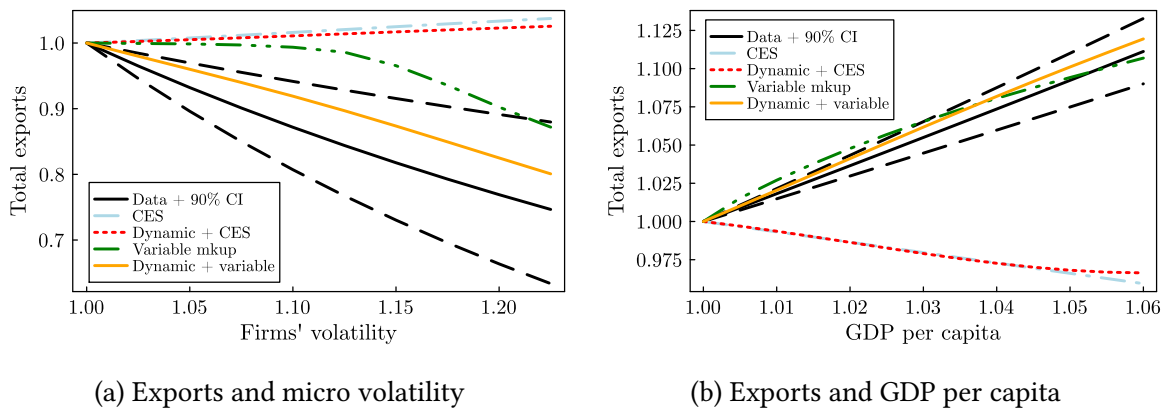 Total exports
1.0
0.9
0.8
0.7
Data + 90% CI
CES
Dynamic + CES
Variable mkup
Dynamic + variable
1.00
1.05
1.10
1.15
1.20
Firms' volatility
(a) Exports and micro volatility
Total exports
1.125
1.100
1.075
1.050
1.025
1.000
0.975
Data + 90% CI
CES
Dynamic + CES
Variable mkup
Dynamic + variable
1.00
1.01
1.02
1.03
1.04
1.05
1.06
GDP per capita
(b) Exports and GDP per capita